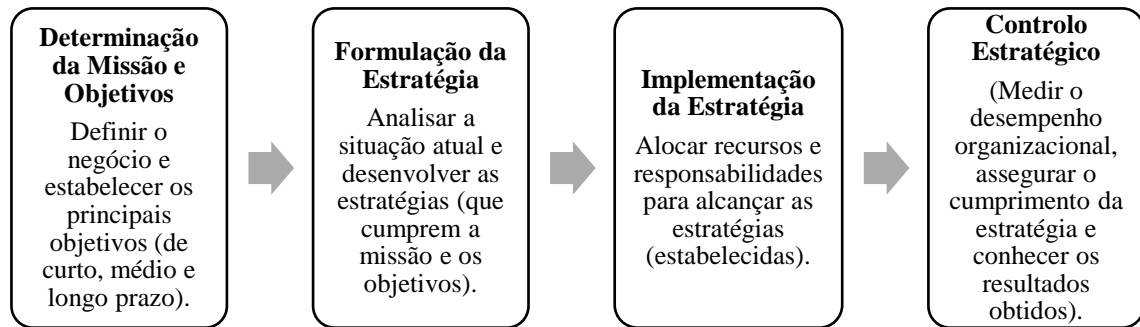 Determinação
da Missão e
Objetivos
Definir o
negócio e
estabelecer os
principais
objetivos (de
curto, médio e
longo prazo).
Formulação da
Estratégia
Analisar a
situação atual e
desenvolver as
estratégias (que
cumprem a
missão e os
objetivos).
Implementação
da Estratégia
Alocar recursos e
responsabilidades
para alcançar as
estratégias
(estabelecidas).
Controlo
Estratégico
(Medir o
desempenho
organizacional,
assegurar o
cumprimento da
estratégia e
conhecer os
resultados
obtidos).